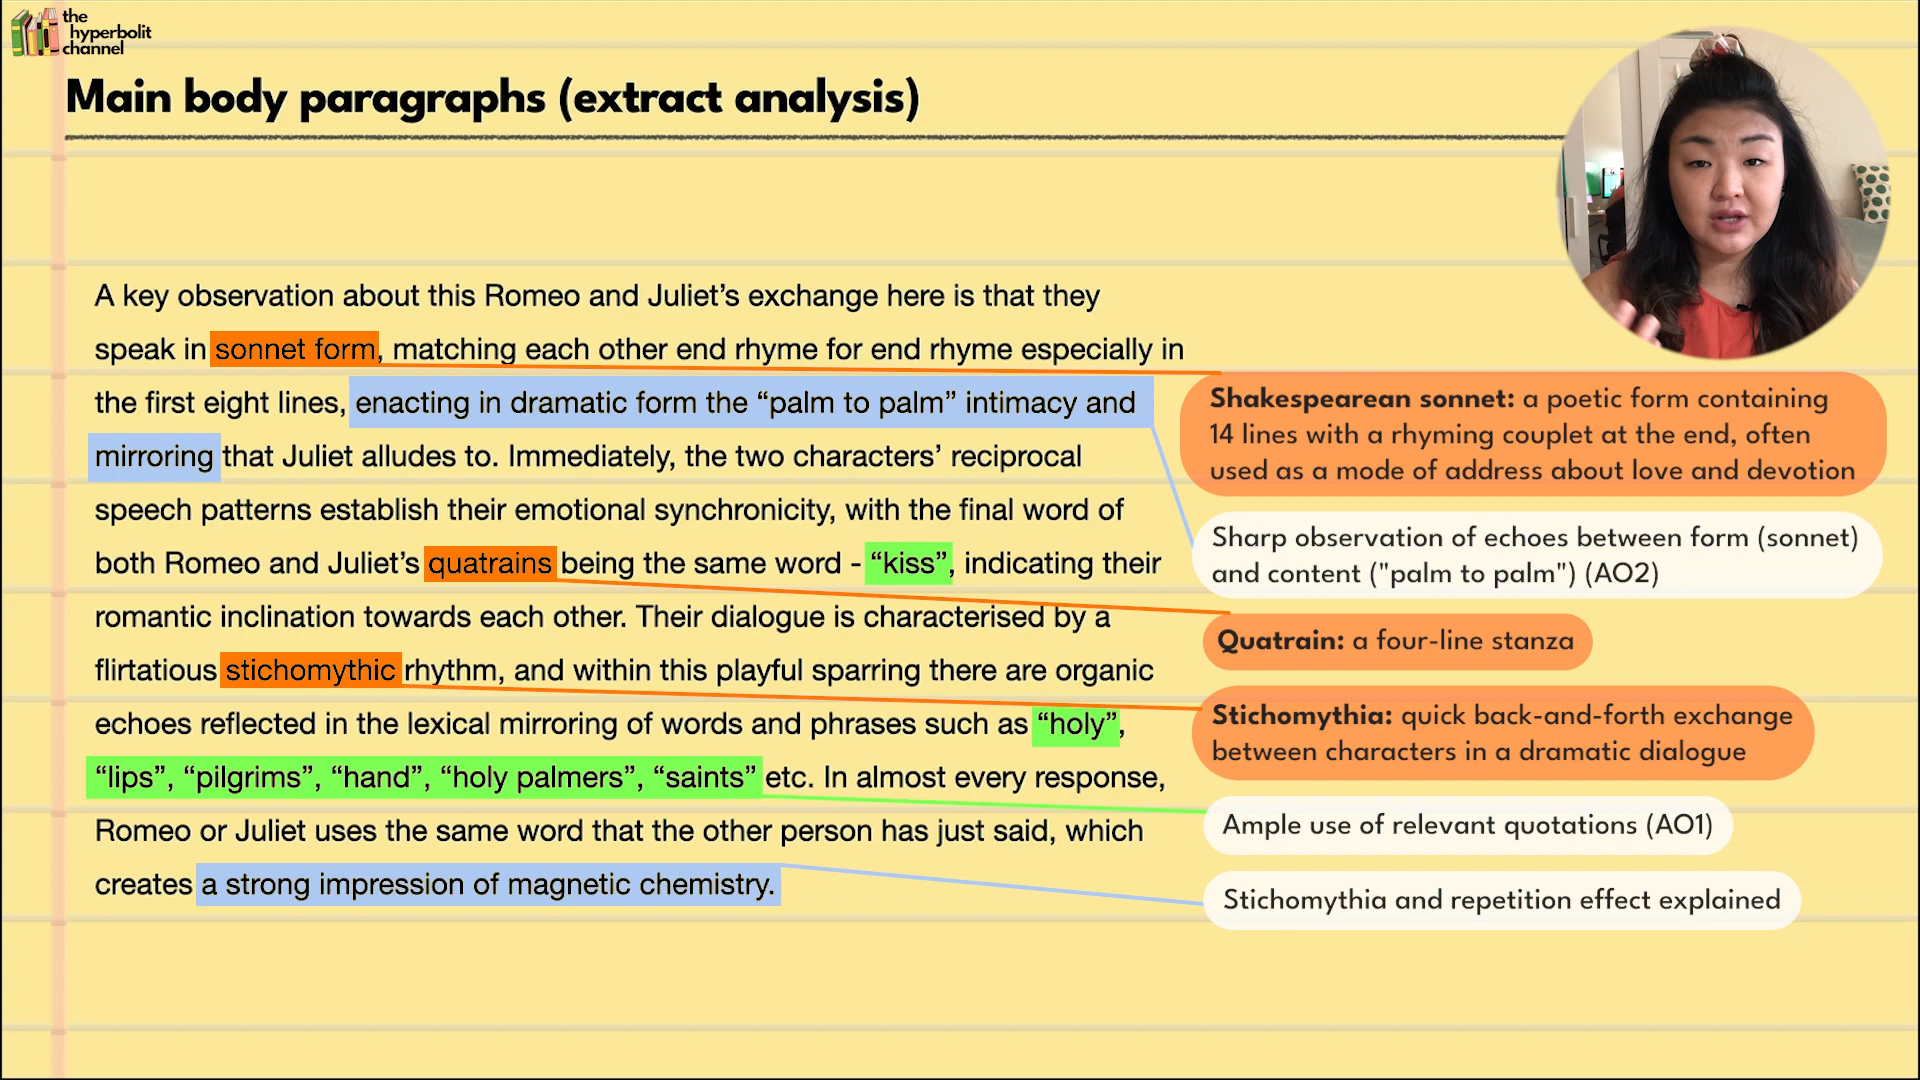 the
hyperbolit
channel
Main body paragraphs (extract analysis)
A key observation about this Romeo and Juliet’s exchange here is that they
speak in sonnet form, matching each other end rhyme for end rhyme especially in
the first eight lines, enacting in dramatic form the “palm to palm” intimacy and
mirroring that Juliet alludes to. Immediately, the two characters’ reciprocal
speech patterns establish their emotional synchronicity, with the final word of
both Romeo and Juliet’s quatrains being the same word - “kiss”, indicating their
romantic inclination towards each other. Their dialogue is characterised by a
flirtatious stichomythic rhythm, and within this playful sparring there are organic
echoes reflected in the lexical mirroring of words and phrases such as “holy”,
“lips”, “pilgrims”, “hand”, “holy palmers”, “saints” etc. In almost every response,
Romeo or Juliet uses the same word that the other person has just said, which
creates a strong impression of magnetic chemistry.
Shakespearean sonnet: a poetic form containing
14 lines with a rhyming couplet at the end, often
used as a mode of address about love and devotion
Sharp observation of echoes between form (sonnet)
and content ("palm to palm") (AO2)
Quatrain: a four-line stanza
Stichomythia: quick back-and-forth exchange
between characters in a dramatic dialogue
Ample use of relevant quotations (AO1)
Stichomythia and repetition effect explained